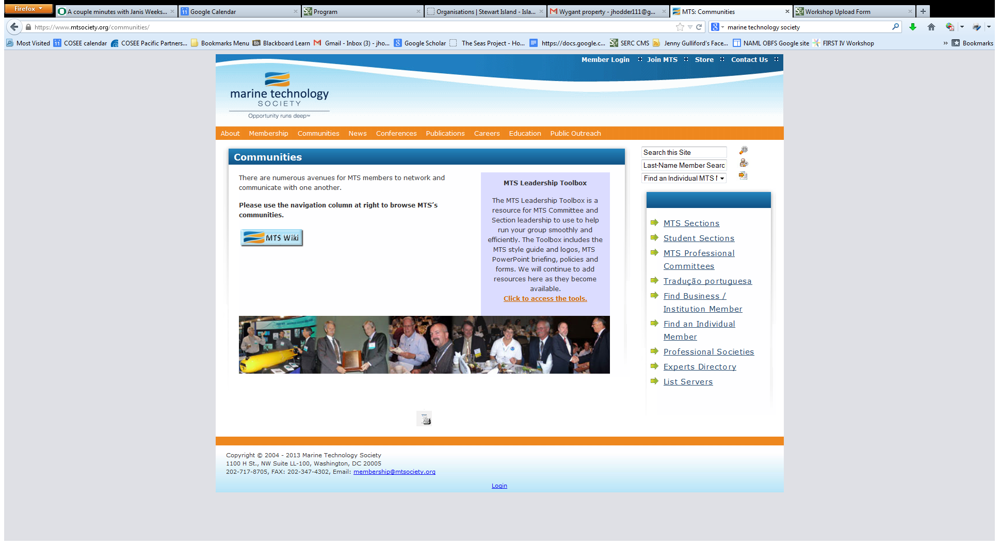 Firefox
A couple minutes with Janis Weeks...
Google Calendar
Program
Organisations | Stewart Island - Isla...
Wygant property - jhodder111@g...
MTS: Communities
Workshop Upload Form
https://www.mtsociety.org/communities/
marine technology society
Most Visited
COSEE calendar
COSEE Pacific Partners...
Bookmarks Menu
Blackboard Learn
Gmail - Inbox (3) - jho...
Google Scholar
The Seas Project - Ho...
https://docs.google.c...
SERC CMS
Jenny Gulliford's Face...
NAML OBFS Google site
FIRST IV Workshop
Bookmarks
Member Login :: Join MTS :: Store :: Contact Us ::
marine technology
SOCIETY
Opportunity runs deep™
About Membership Communities News Conferences Publications Careers Education Public Outreach
Communities
There are numerous avenues for MTS members to network and
communicate with one another.
Please use the navigation column at right to browse MTS's
communities.
MTS Wiki
MTS Leadership Toolbox
The MTS Leadership Toolbox is a
resource for MTS Committee and
Section leadership to use to help
run your group smoothly and
efficiently. The Toolbox includes the
MTS style guide and logos, MTS
PowerPoint briefing, policies and
forms. We will continue to add
resources here as they become
available.
Click to access the tools.
Search this Site
Last-Name Member Searc
Find an Individual MTS
MTS Sections
Student Sections
MTS Professional
Committees
Tradução portuguesa
Find Business /
Institution Member
Find an Individual
Member
Professional Societies
Experts Directory
List Servers
Copyright © 2004 - 2013 Marine Technology Society
1100 H St., NW Suite LL-100, Washington, DC 20005
202-717-8705, FAX: 202-347-4302, Email: membership@mtsociety.org
Login